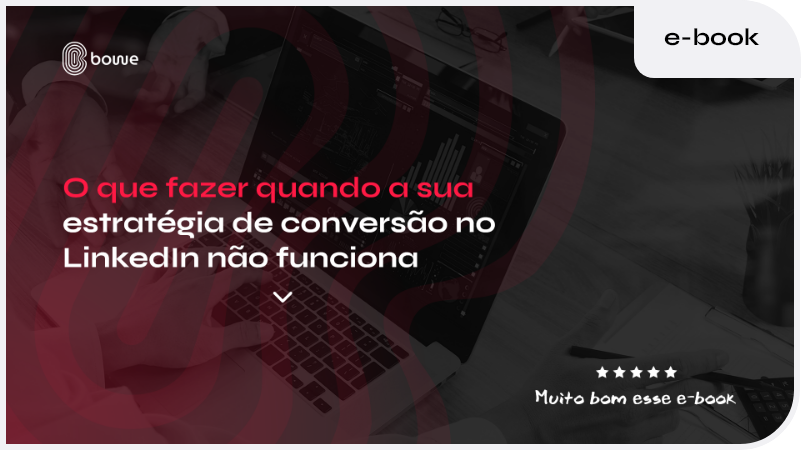 e-book
bowe
O que fazer quando a sua
estratégia de conversão no
LinkedIn não funciona
Muito bom esse e-book